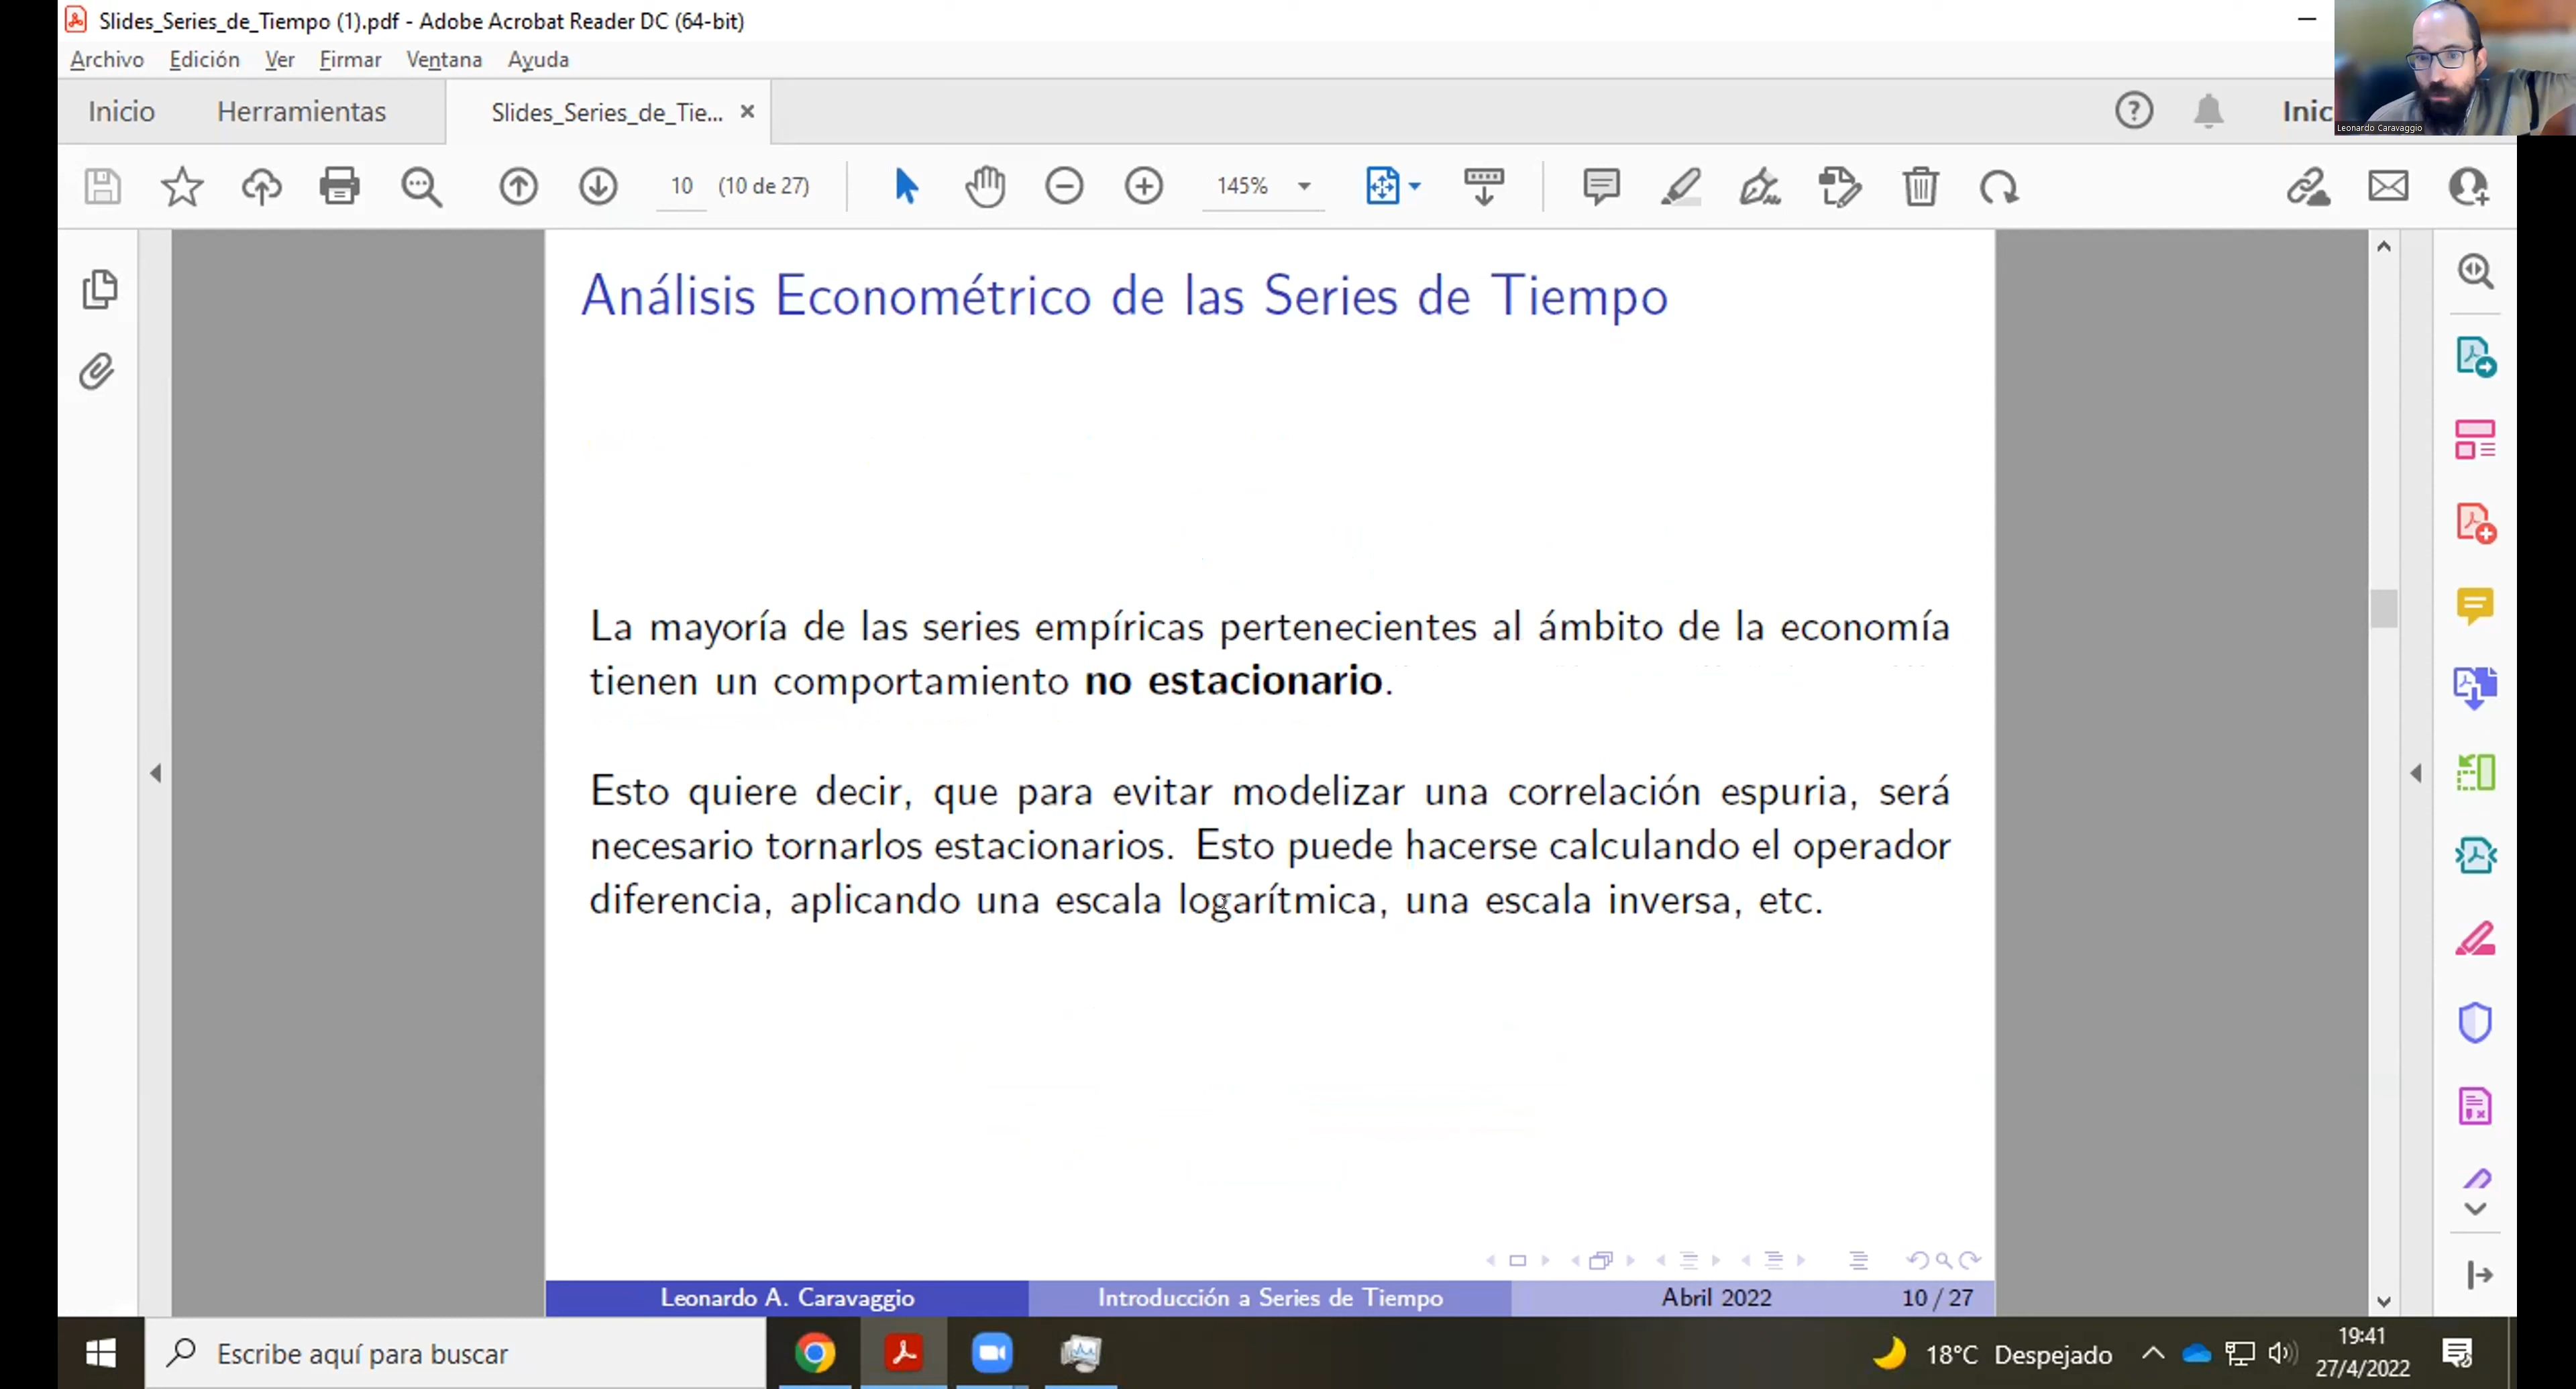 Slides_Series_de_Tiempo (1).pdf - Adobe Acrobat Reader DC (64-bit)
Archivo Edición Ver Firmar Ventana Ayuda
Inicio Herramientas Slides_Series_de_Tie... Inic
Leonardo Caravaggio
10 (10 de 27) 145%
Análisis Econométrico de las Series de Tiempo
La mayoría de las series empíricas pertenecientes al ámbito de la economía
tienen un comportamiento no estacionario.
Esto quiere decir, que para evitar modelizar una correlación espuria, será
necesario tornarlos estacionarios. Esto puede hacerse calculando el operador
diferencia, aplicando una escala logarítmica, una escala inversa, etc.
Leonardo A. Caravaggio Introducción a Series de Tiempo Abril 2022 10 / 27
Escribe aquí para buscar
18°C Despejado
19:41
27/4/2022